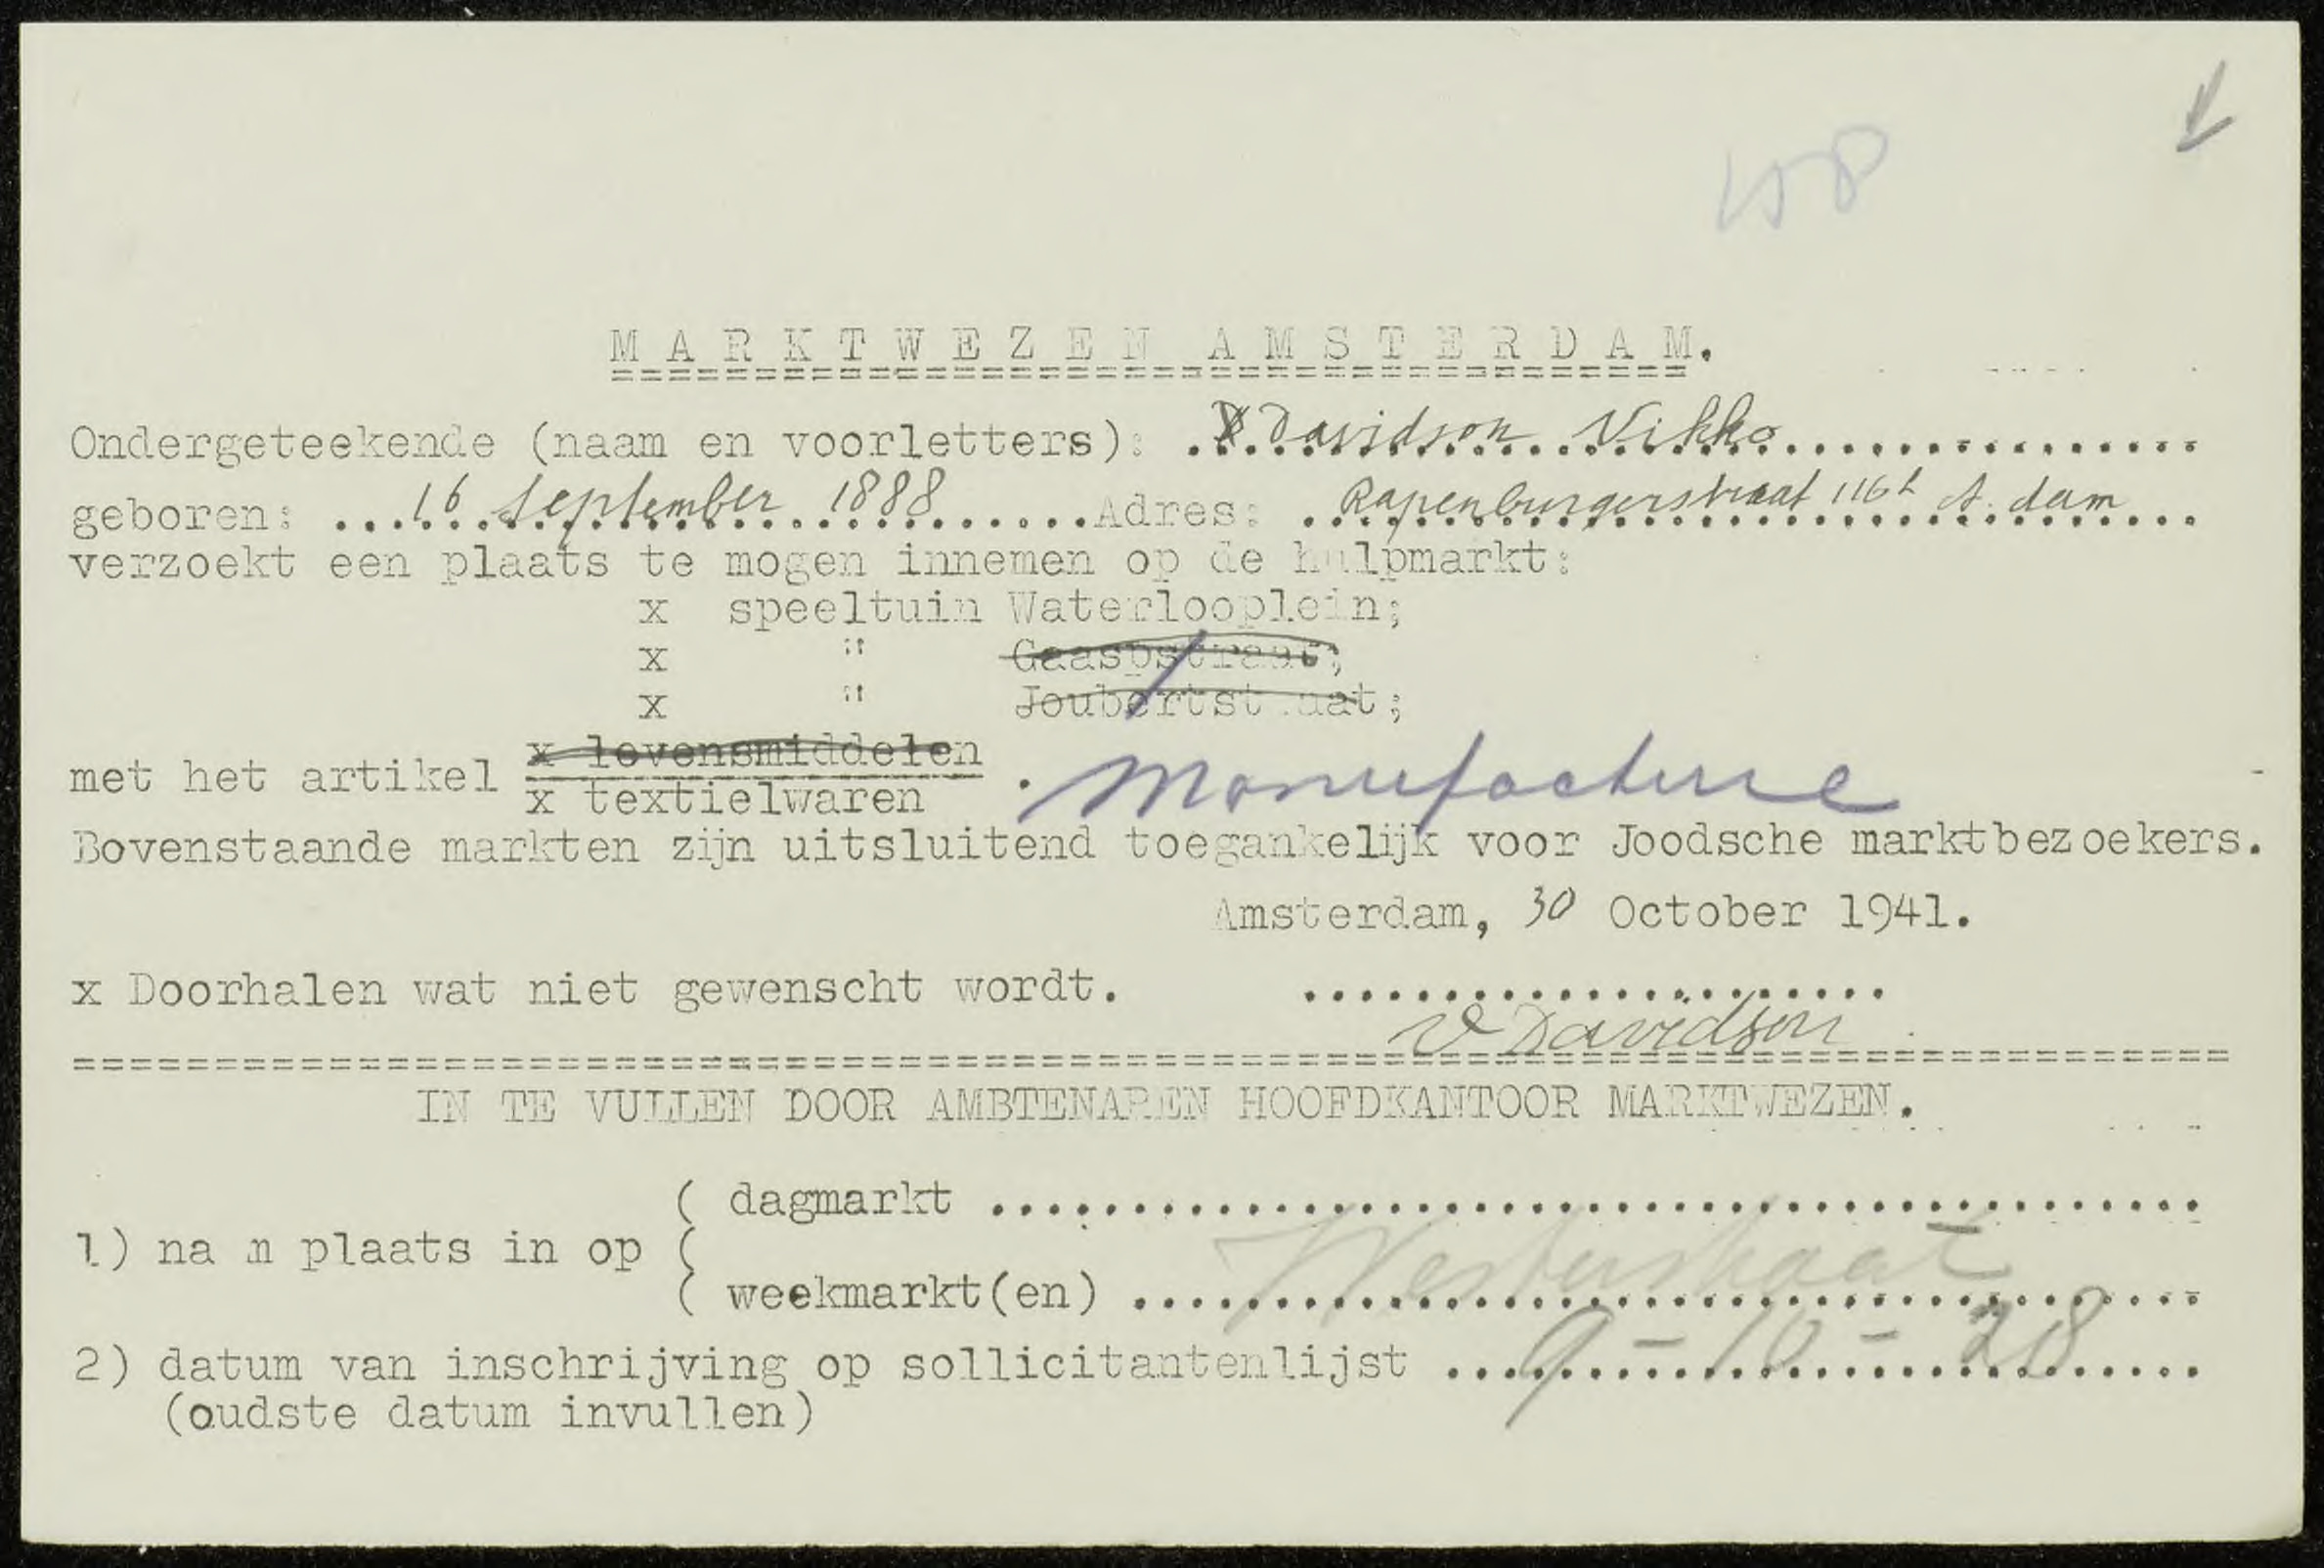 158
MARKTWEZEN AMSTERDAM.
Ondergeteekende (naam en voorletters): Davidson Vikko
geboren: 16 September 1888 Adres: Rapenburgerstraat 116h A.dam
verzoekt een plaats te mogen innemen op de hulpmarkt:
x speeltuin Waterlooplein;
x " Gaaspstraat;
x " Joubertstraat;
x levensmiddelen
met het artikel
x textielwaren . Manufacture
Bovenstaande markten zijn uitsluitend toegankelijk voor Joodsche marktbezoekers.
Amsterdam, 30 October 1941.
x Doorhalen wat niet gewenscht wordt.
V Davidson
IN TE VULLEN DOOR AMBTENAREN HOOFDKANTOOR MARKTWEZEN.
( dagmarkt
1) na m plaats in op (
( weekmarkt(en) Westerstraat
2) datum van inschrijving op sollicitantenlijst 9-10-28
(oudste datum invullen)